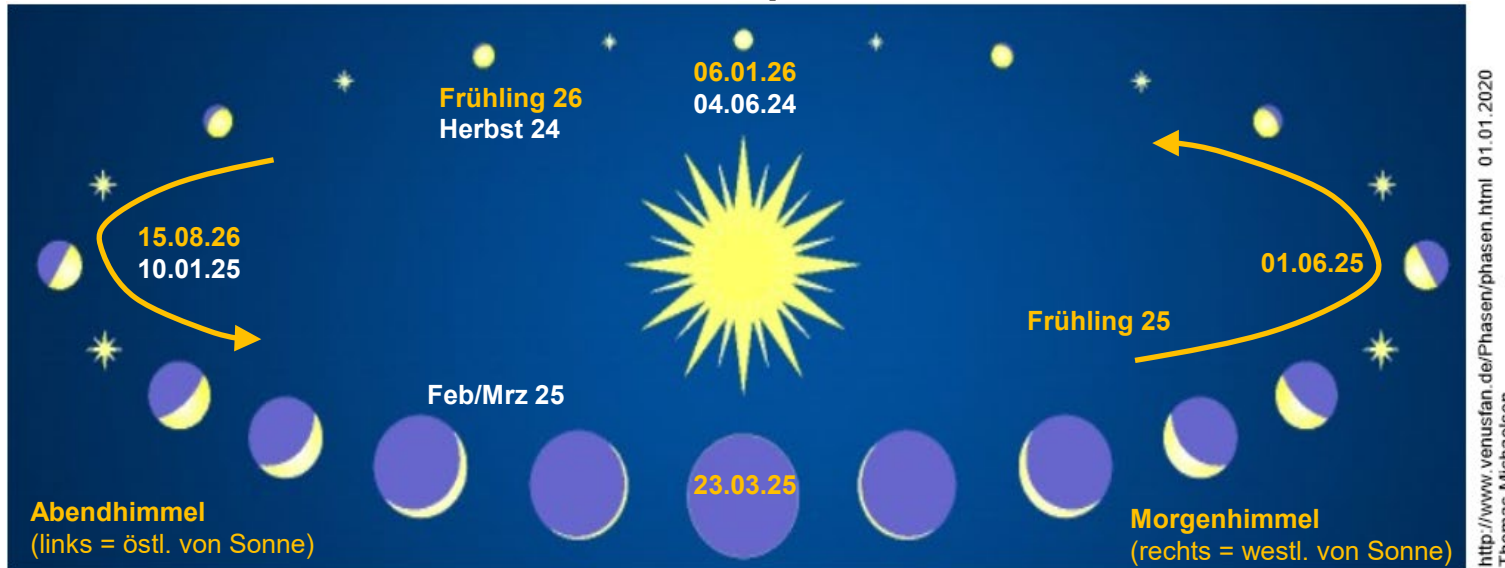 06.01.26
04.06.24
Frühling 26
Herbst 24
15.08.26
10.01.25
01.06.25
Frühling 25
Feb/Mrz 25
23.03.25
Abendhimmel
(links = östl. von Sonne)
Morgenhimmel
(rechts = westl. von Sonne)
http://www.venusfan.de/Phasen/phasen.html 01.01.2020